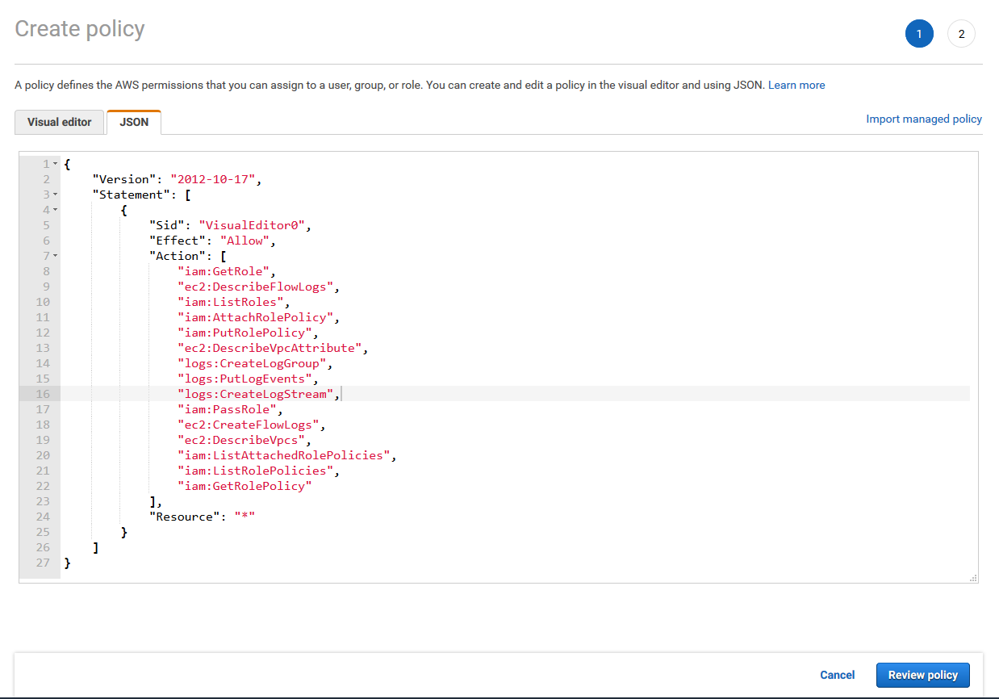 Create policy
1 2
A policy defines the AWS permissions that you can assign to a user, group, or role. You can create and edit a policy in the visual editor and using JSON. Learn more
Visual editor JSON Import managed policy
1 {
2     "Version": "2012-10-17",
3     "Statement": [
4         {
5             "Sid": "VisualEditor0",
6             "Effect": "Allow",
7             "Action": [
8                 "iam:GetRole",
9                 "ec2:DescribeFlowLogs",
10                 "iam:ListRoles",
11                 "iam:AttachRolePolicy",
12                 "iam:PutRolePolicy",
13                 "ec2:DescribeVpcAttribute",
14                 "logs:CreateLogGroup",
15                 "logs:PutLogEvents",
16                 "logs:CreateLogStream",
17                 "iam:PassRole",
18                 "ec2:CreateFlowLogs",
19                 "ec2:DescribeVpcs",
20                 "iam:ListAttachedRolePolicies",
21                 "iam:ListRolePolicies",
22                 "iam:GetRolePolicy"
23             ],
24             "Resource": "*"
25         }
26     ]
27 }
Cancel Review policy